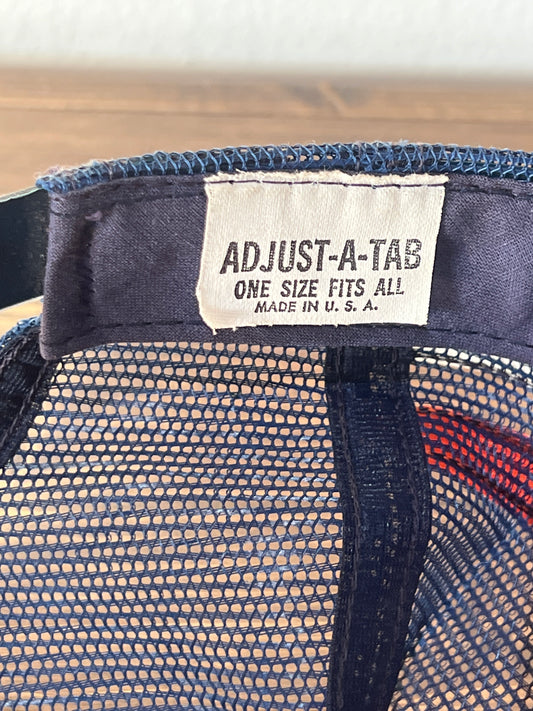 ADJUST-A-TAB
ONE SIZE FITS ALL
MADE IN U. S. A.